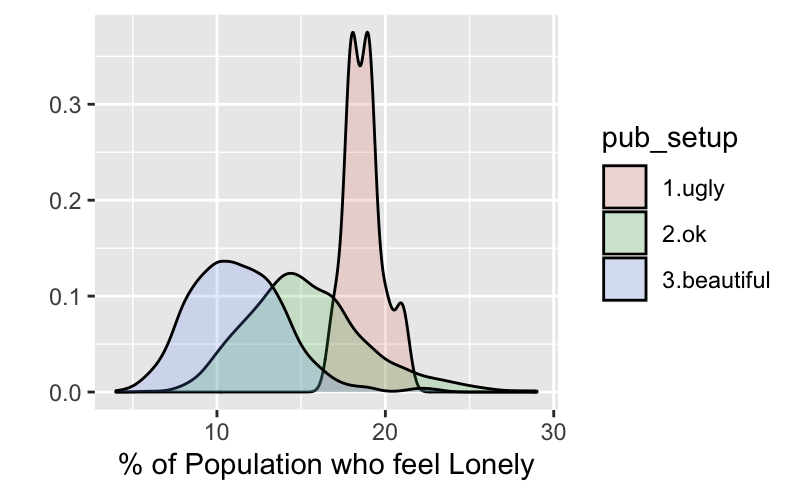 0.3
0.2
0.1
0.0
10 20 30
% of Population who feel Lonely
pub_setup
1.ugly
2.ok
3.beautiful